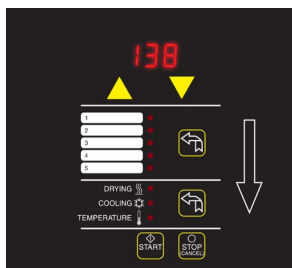 138
1
2
3
4
5
DRYING
COOLING
TEMPERATURE
START
STOP
(CANCEL)